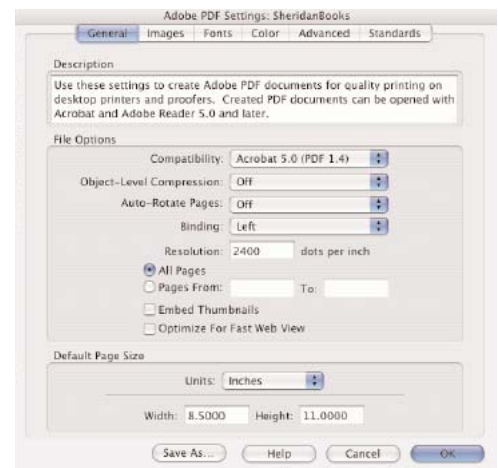 Adobe PDF Settings: SheridanBooks
General Images Fonts Color Advanced Standards
Description
Use these settings to create Adobe PDF documents for quality printing on
desktop printers and proofers. Created PDF documents can be opened with
Acrobat and Adobe Reader 5.0 and later.
File Options
Compatibility: Acrobat 5.0 (PDF 1.4)
Object-Level Compression: Off
Auto-Rotate Pages: Off
Binding: Left
Resolution: 2400 dots per inch
All Pages
Pages From: To:
Embed Thumbnails
Optimize For Fast Web View
Default Page Size
Units: Inches
Width: 8.5000 Height: 11.0000
Save As... Help Cancel OK